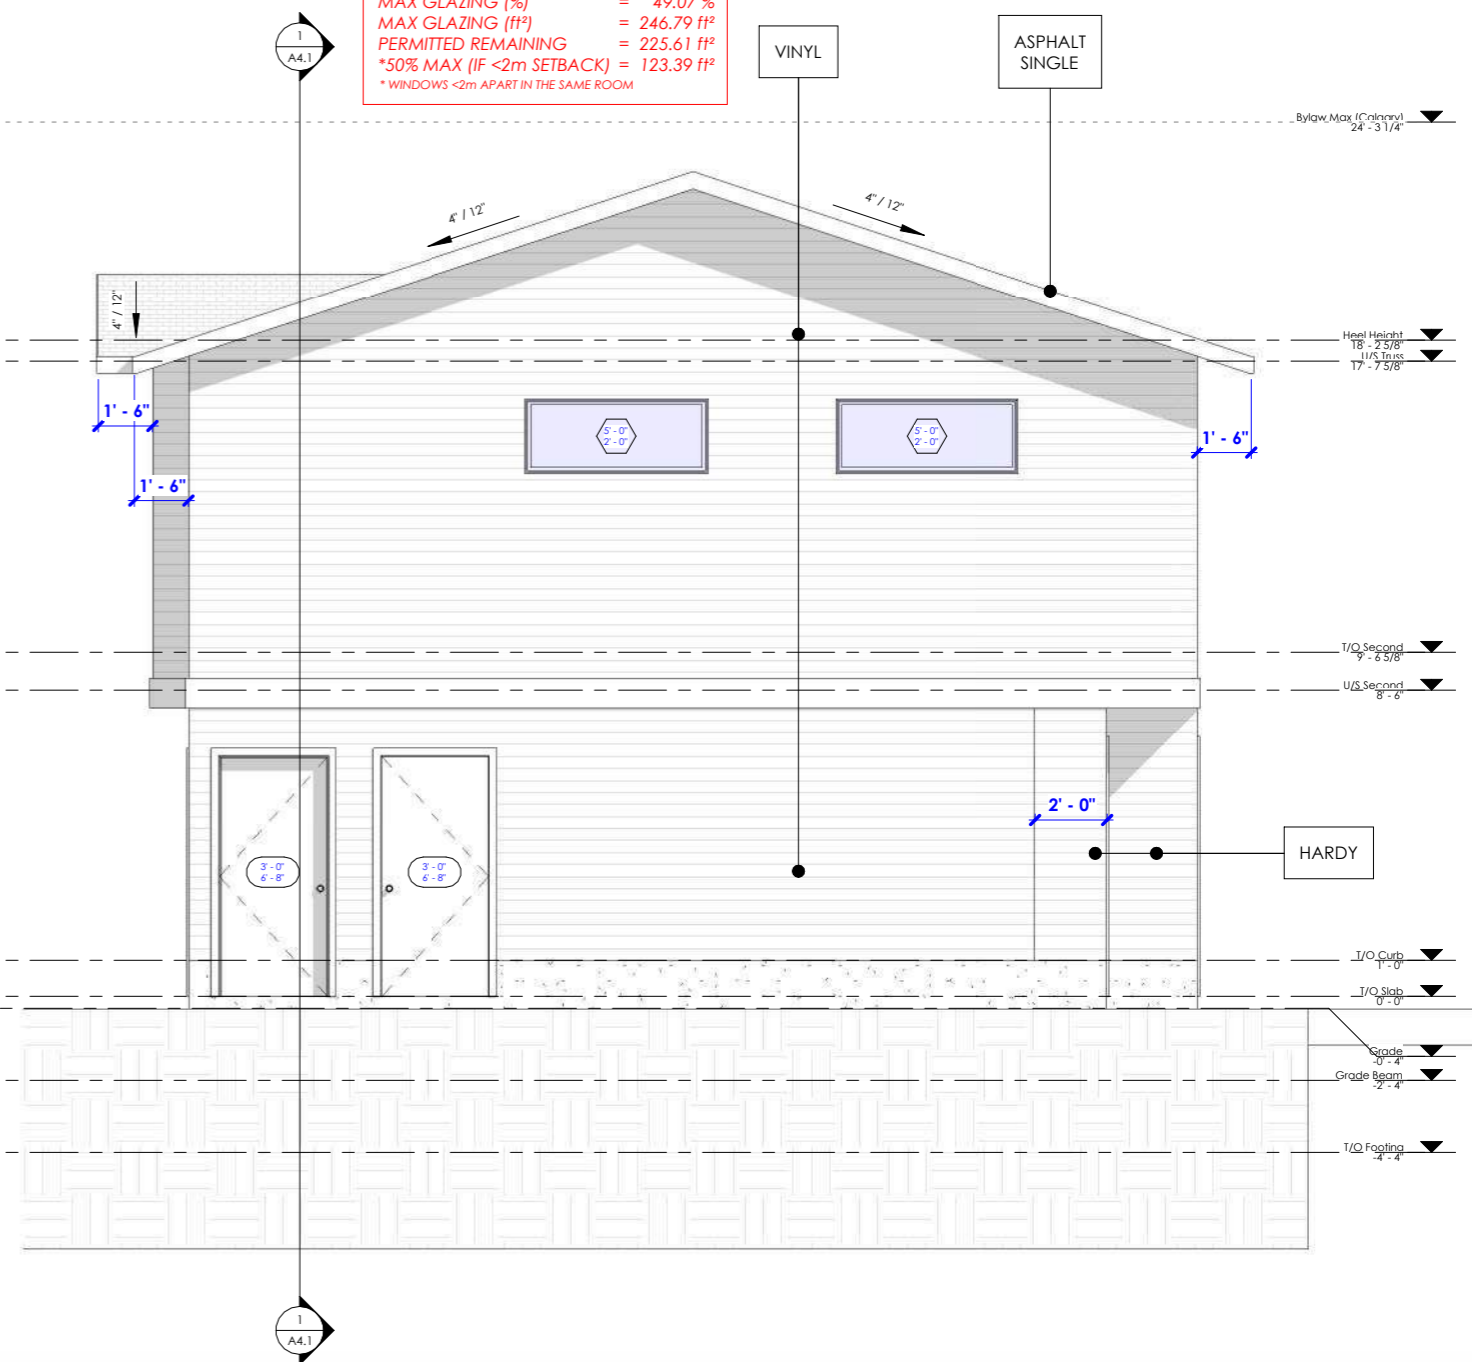 MAX GLAZING (%) = 49.07 %
MAX GLAZING (ft²) = 246.79 ft²
PERMITTED REMAINING = 225.61 ft²
*50% MAX (IF <2m SETBACK) = 123.39 ft²
* WINDOWS <2m APART IN THE SAME ROOM
1
A4.1
VINYL
ASPHALT
SINGLE
Bylaw Max (Calgary)
24' - 3 1/4"
4" / 12"
4" / 12"
4" / 12"
Heel Height
18' - 2 5/8"
U/S Truss
17' - 7 5/8"
1' - 6"
5' - 0"
2' - 0"
5' - 0"
2' - 0"
1' - 6"
1' - 6"
T/O Second
9' - 6 5/8"
U/S Second
8' - 6"
2' - 0"
HARDY
3' - 0"
6' - 8"
3' - 0"
6' - 8"
T/O Curb
1' - 0"
T/O Slab
0' - 0"
Grade
-0' - 4"
Grade Beam
-2' - 4"
T/O Footing
-4' - 4"
1
A4.1